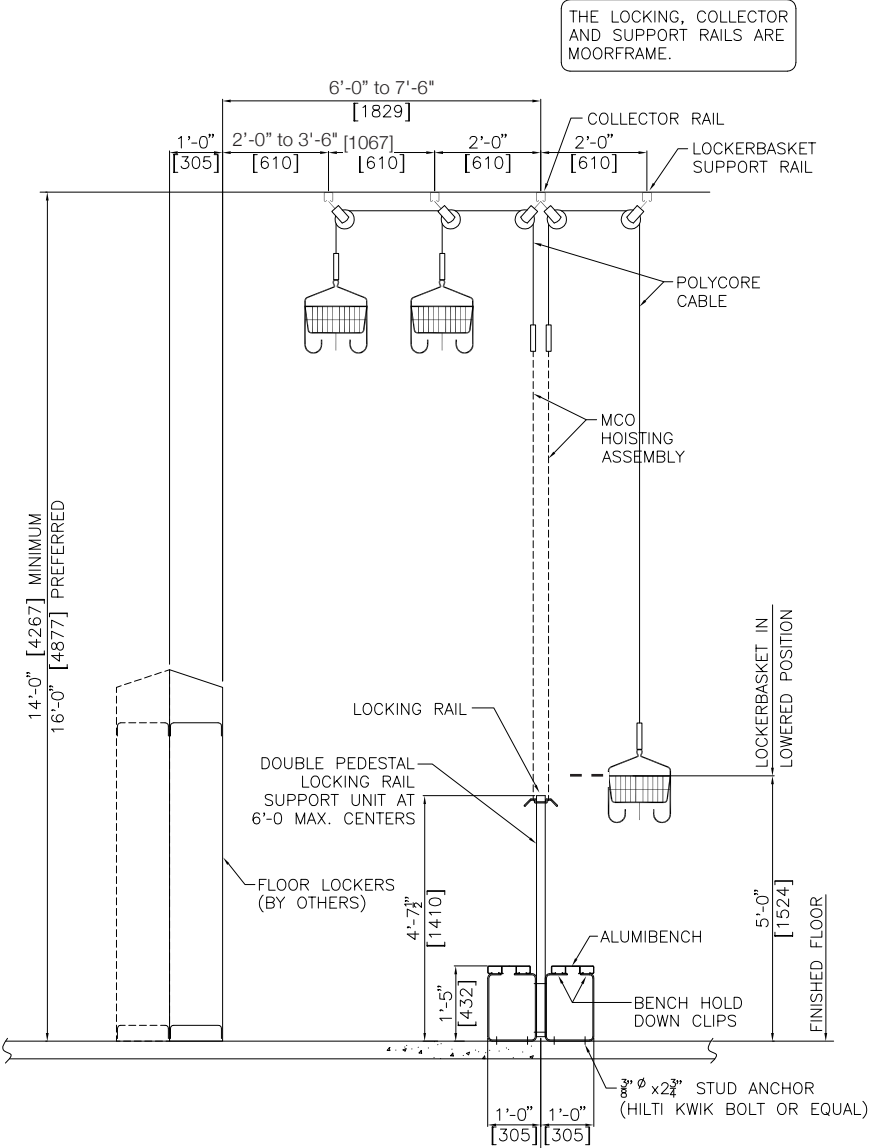 THE LOCKING, COLLECTOR
AND SUPPORT RAILS ARE
MOORFRAME.
6'-0" to 7'-6"
[1829]
COLLECTOR RAIL
1'-0"
[305]
2'-0" to 3'-6" [1067]
[610]
[610]
2'-0"
[610]
2'-0"
[610]
LOCKERBASKET
SUPPORT RAIL
POLYCORE
CABLE
MCO
HOISTING
ASSEMBLY
14'-0" [4267] MINIMUM
16'-0" [4877] PREFERRED
LOCKERBASKET IN
LOWERED POSITION
LOCKING RAIL
DOUBLE PEDESTAL
LOCKING RAIL
SUPPORT UNIT AT
6'-0 MAX. CENTERS
FLOOR LOCKERS
(BY OTHERS)
4'-7½"
[1410]
5'-0"
[1524]
FINISHED FLOOR
ALUMIBENCH
1'-5"
[432]
BENCH HOLD
DOWN CLIPS
⅜" Ø x2¾" STUD ANCHOR
(HILTI KWIK BOLT OR EQUAL)
1'-0"
[305]
1'-0"
[305]